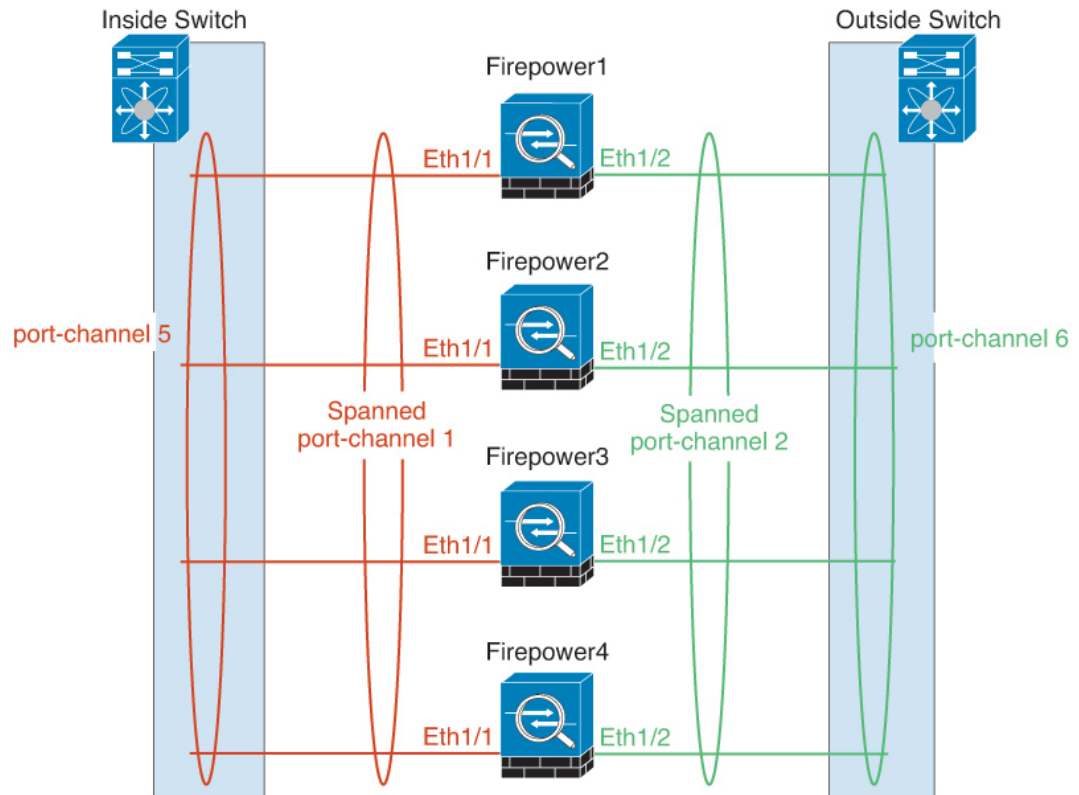 Inside Switch
Outside Switch
Firepower1
Eth1/1
Eth1/2
Firepower2
port-channel 5
Eth1/1
Eth1/2
port-channel 6
Spanned
port-channel 1
Spanned
port-channel 2
Firepower3
Eth1/1
Eth1/2
Firepower4
Eth1/1
Eth1/2